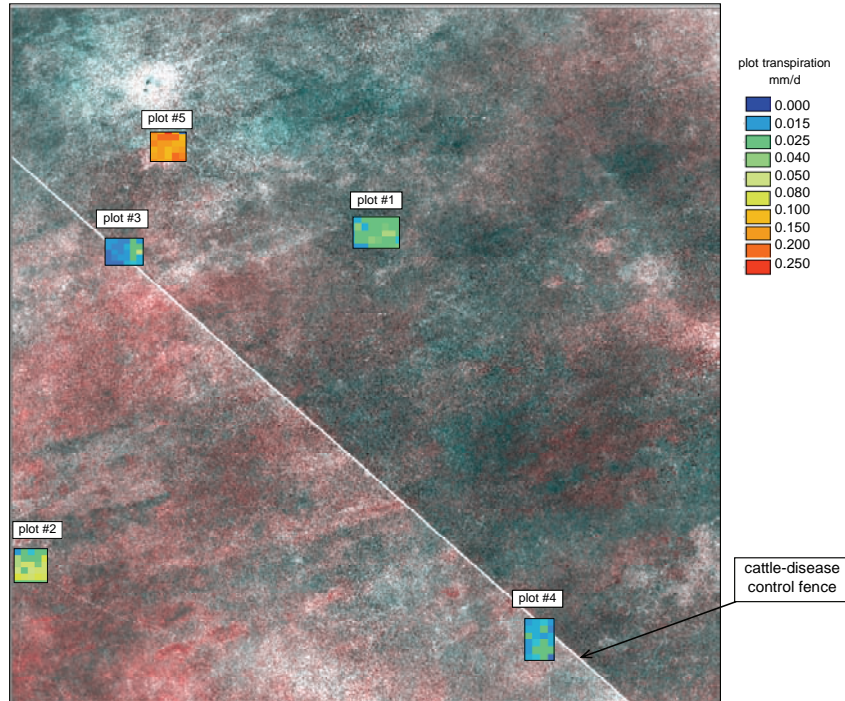 plot #5
plot #3
plot #1
plot #2
plot #4
plot transpiration
mm/d
0.000
0.015
0.025
0.040
0.050
0.080
0.100
0.150
0.200
0.250
cattle-disease
control fence